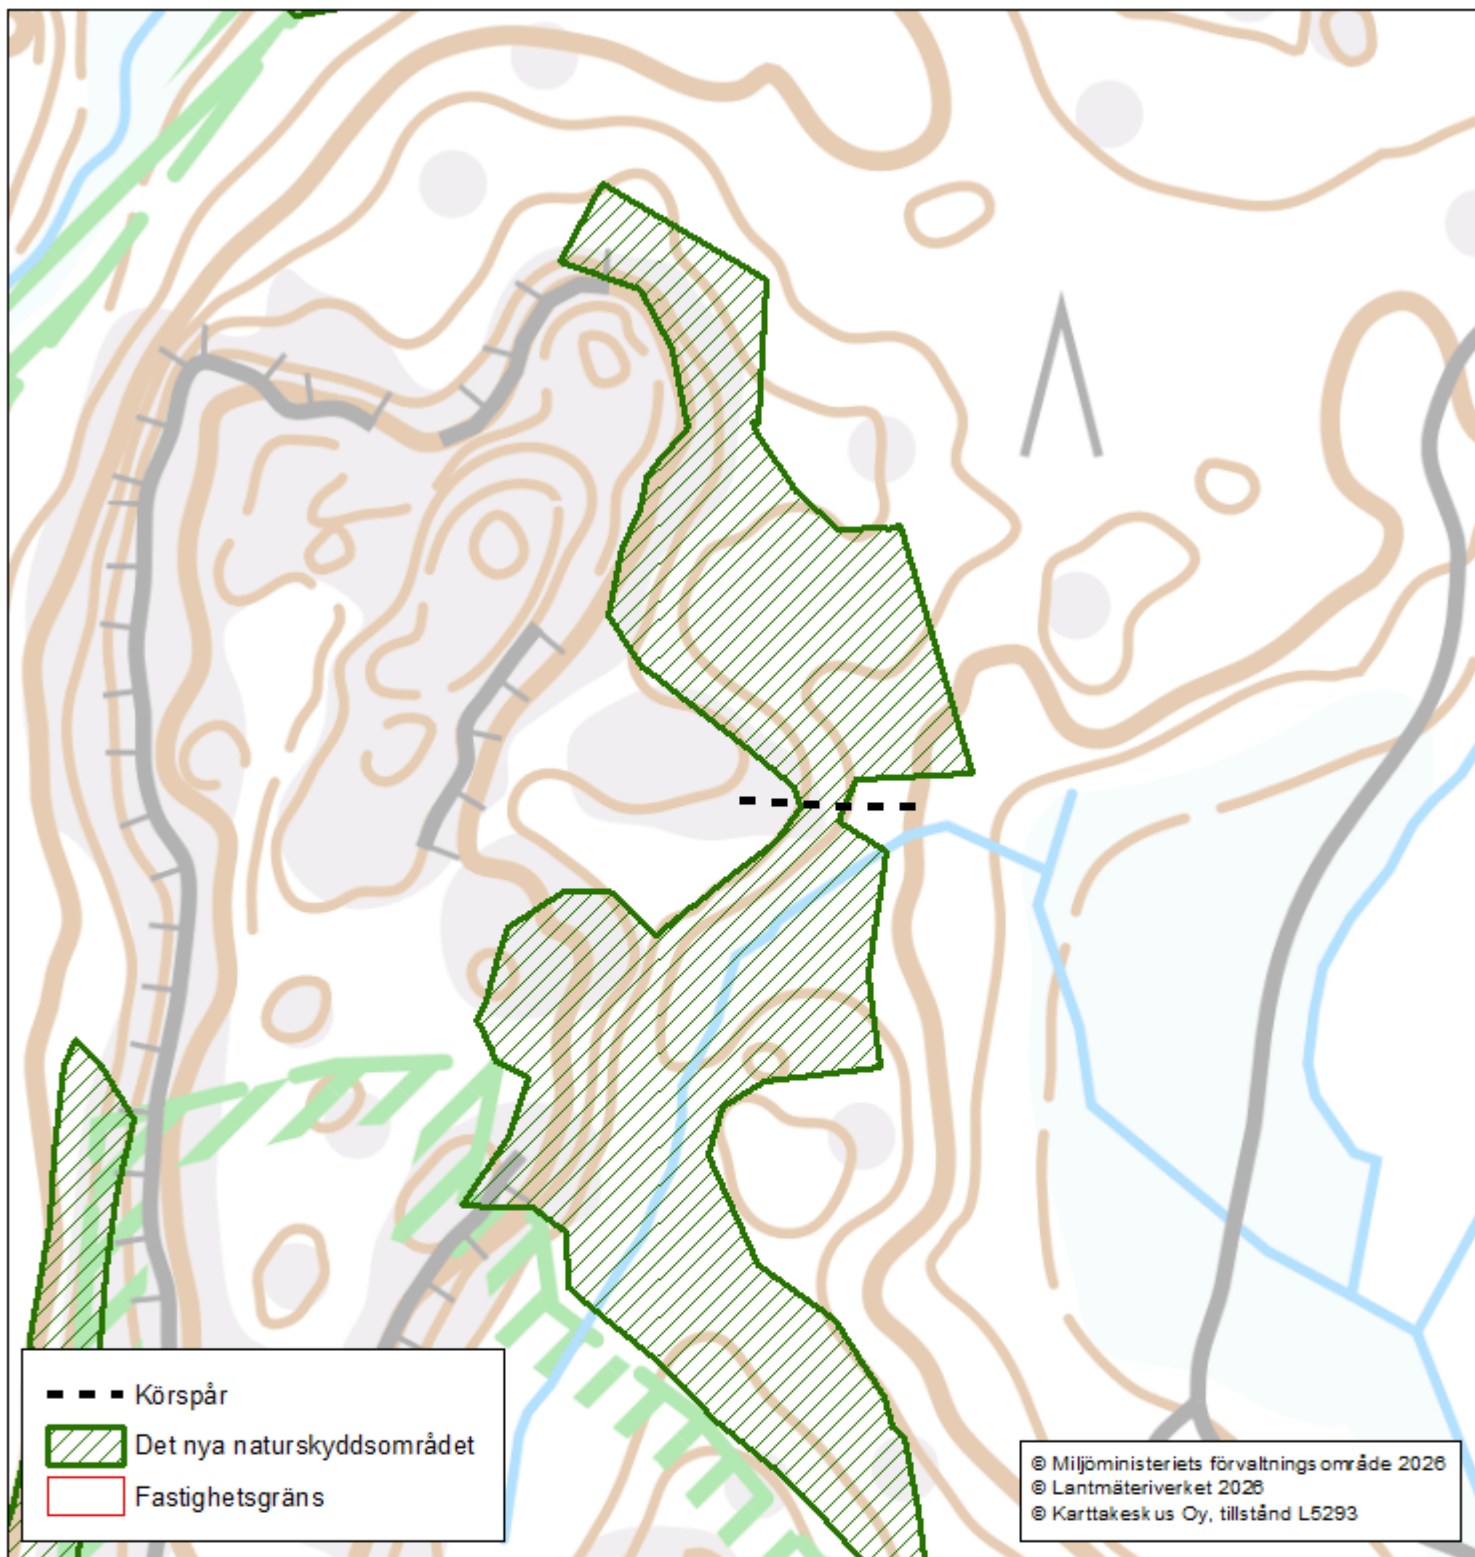 Körspår
Det nya naturskyddsområdet
Fastighetsgräns
© Miljöministeriets förvaltningsområde 2026
© Lantmäteriverket 2026
© Karttakeskus Oy, tillstånd L5293